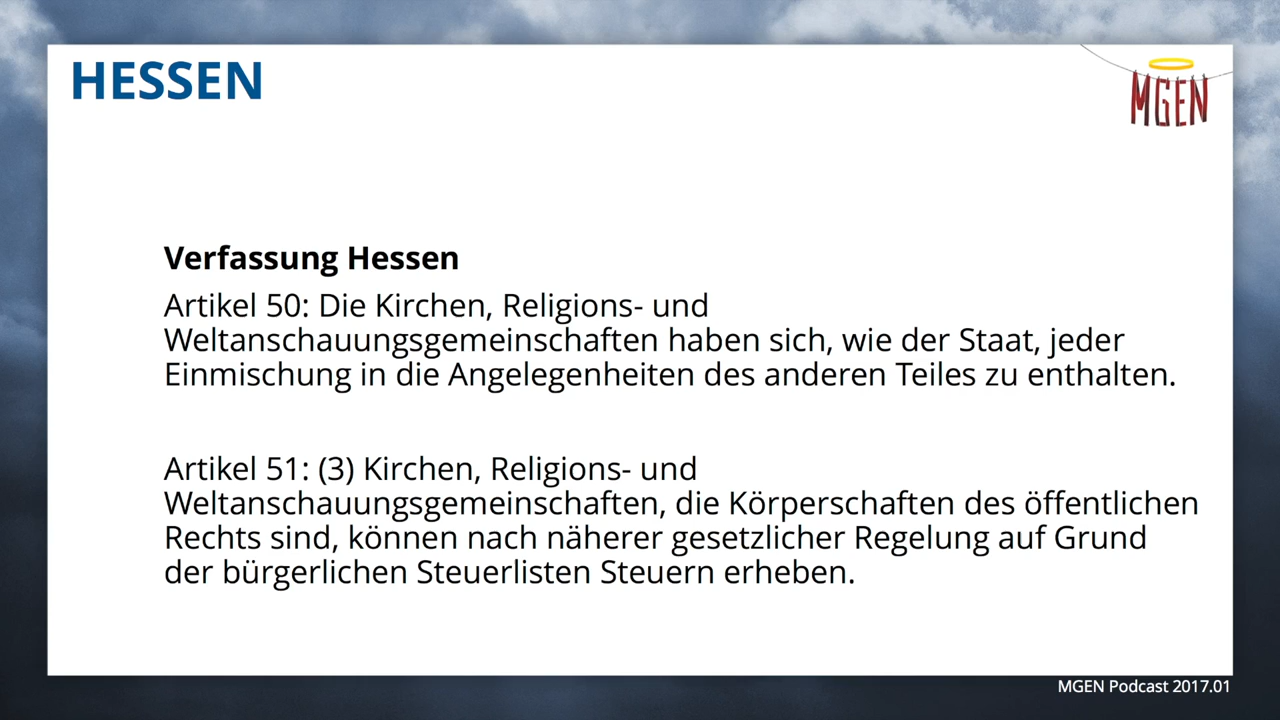 HESSEN
MGEN
Verfassung Hessen
Artikel 50: Die Kirchen, Religions- und
Weltanschauungsgemeinschaften haben sich, wie der Staat, jeder
Einmischung in die Angelegenheiten des anderen Teiles zu enthalten.
Artikel 51: (3) Kirchen, Religions- und
Weltanschauungsgemeinschaften, die Körperschaften des öffentlichen
Rechts sind, können nach näherer gesetzlicher Regelung auf Grund
der bürgerlichen Steuerlisten Steuern erheben.
MGEN Podcast 2017.01